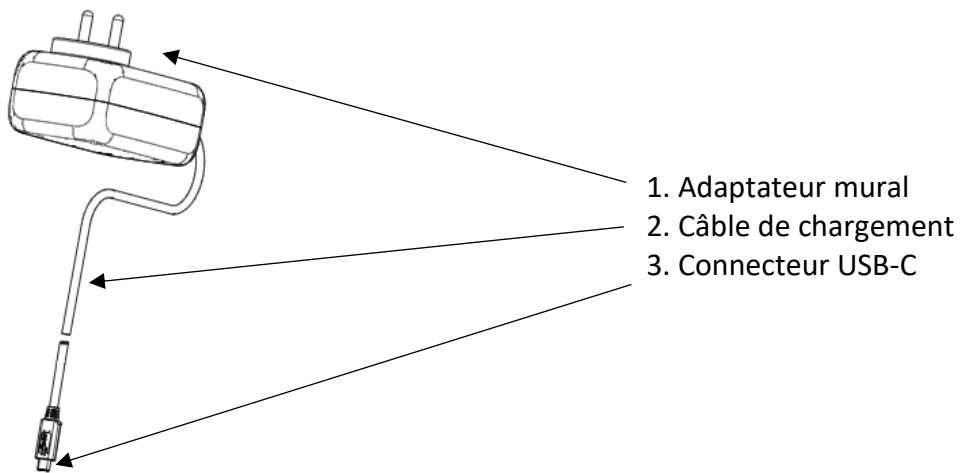 1. Adaptateur mural
2. Câble de chargement
3. Connecteur USB-C